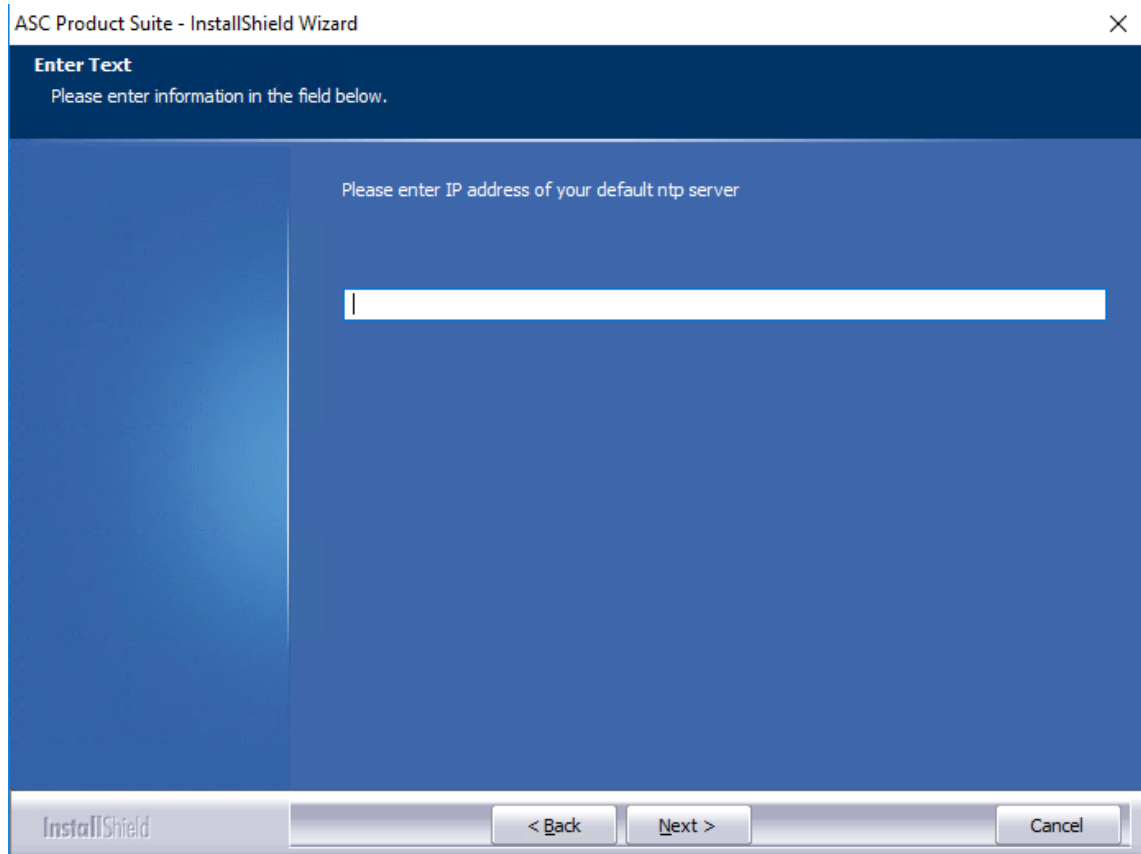 ASC Product Suite - InstallShield Wizard
Enter Text
Please enter information in the field below.
Please enter IP address of your default ntp server
InstallShield
< Back
Next >
Cancel